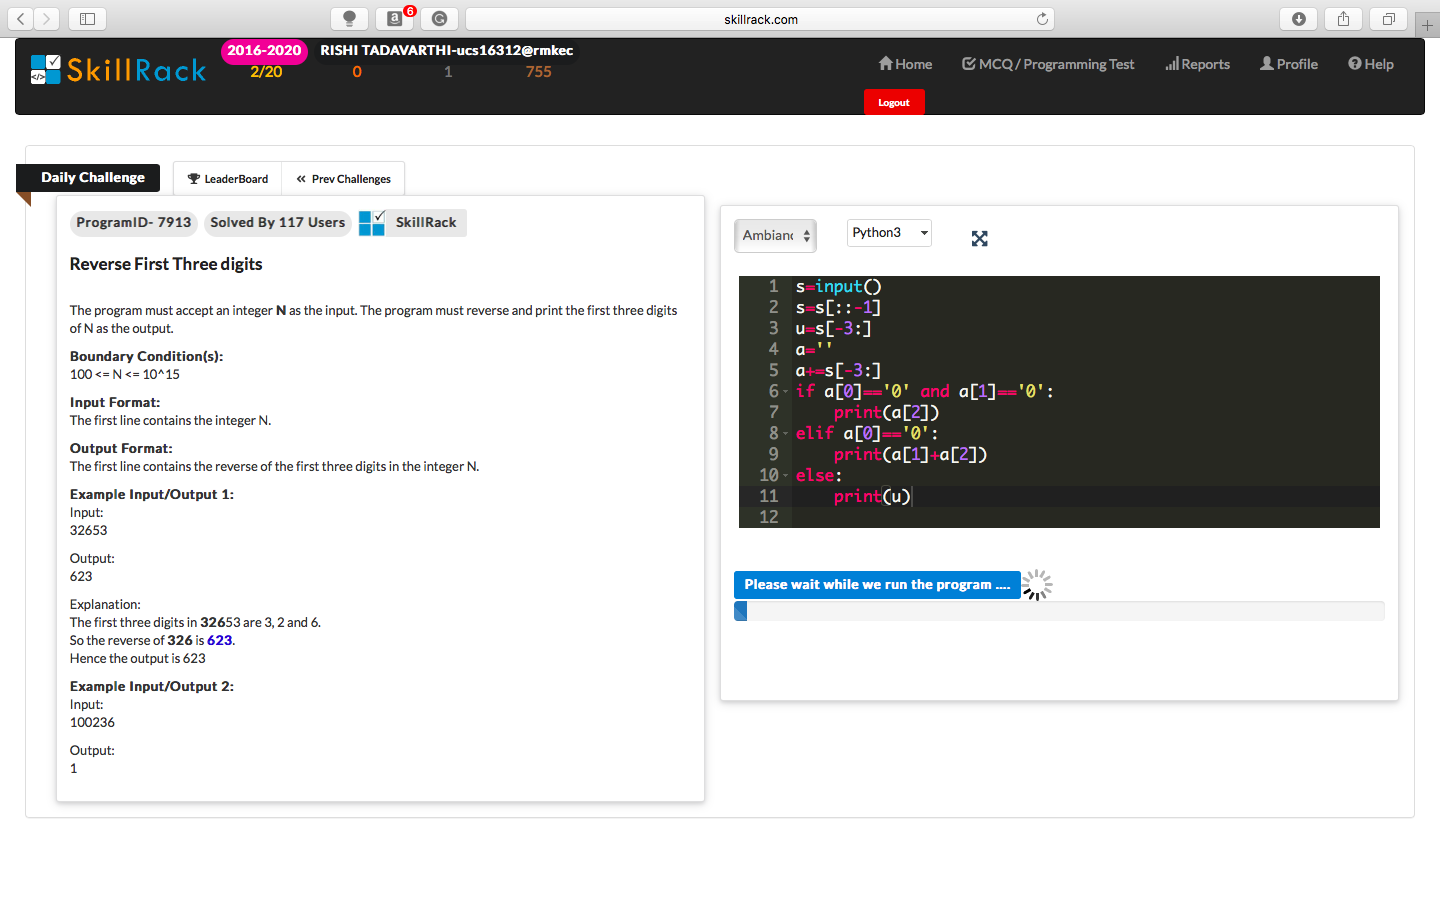 skillrack.com
6
SkillRack
2016-2020
RISHI TADAVARTHI-ucs16312@rmkec
2/20
0
1
755
Home
MCQ / Programming Test
Reports
Profile
Help
Logout
Daily Challenge
LeaderBoard
Prev Challenges
ProgramID- 7913
Solved By 117 Users
SkillRack
Reverse First Three digits
The program must accept an integer N as the input. The program must reverse and print the first three digits
of N as the output.
Boundary Condition(s):
100 <= N <= 10^15
Input Format:
The first line contains the integer N.
Output Format:
The first line contains the reverse of the first three digits in the integer N.
Example Input/Output 1:
Input:
32653
Output:
623
Explanation:
The first three digits in 32653 are 3, 2 and 6.
So the reverse of 326 is 623.
Hence the output is 623
Example Input/Output 2:
Input:
100236
Output:
1
Ambianc
Python3
1 s=input()
2 s=s[::-1]
3 u=s[-3:]
4 a=''
5 a+=s[-3:]
6 if a[0]=='0' and a[1]=='0':
7     print(a[2])
8 elif a[0]=='0':
9     print(a[1]+a[2])
10 else:
11     print(u)
12
Please wait while we run the program ....